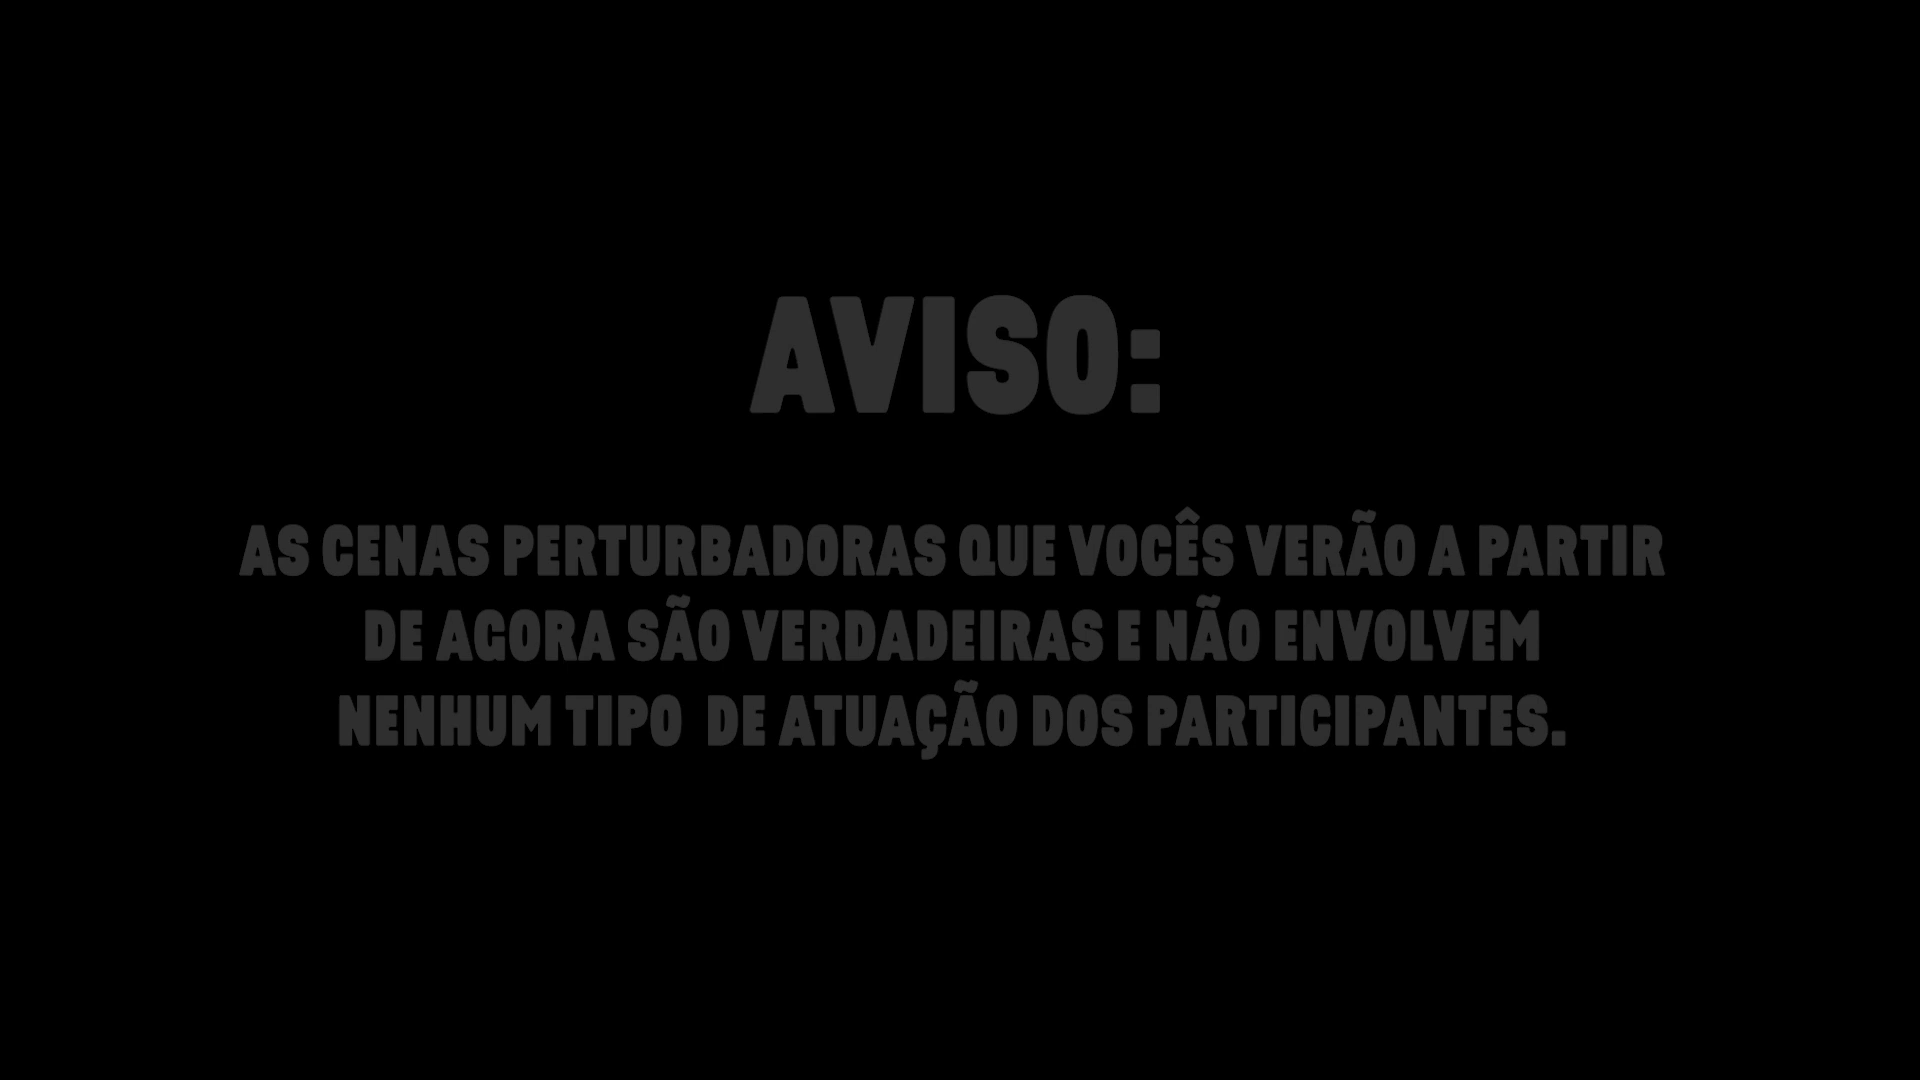 AVISO:
AS CENAS PERTURBADORAS QUE VOCÊS VERÃO A PARTIR
DE AGORA SÃO VERDADEIRAS E NÃO ENVOLVEM
NENHUM TIPO  DE ATUAÇÃO DOS PARTICIPANTES.